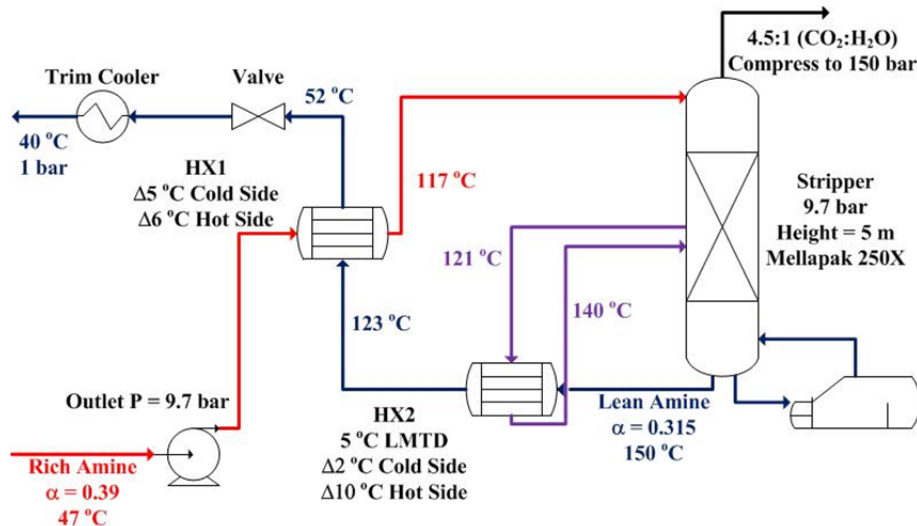 4.5:1 (CO₂:H₂O)
Compress to 150 bar
Trim Cooler
Valve
52 °C
40 °C
1 bar
HX1
Δ5 °C Cold Side
Δ6 °C Hot Side
117 °C
Stripper
9.7 bar
Height = 5 m
Mellapak 250X
121 °C
140 °C
123 °C
Outlet P = 9.7 bar
HX2
5 °C LMTD
Δ2 °C Cold Side
Δ10 °C Hot Side
Lean Amine
α = 0.315
150 °C
Rich Amine
α = 0.39
47 °C